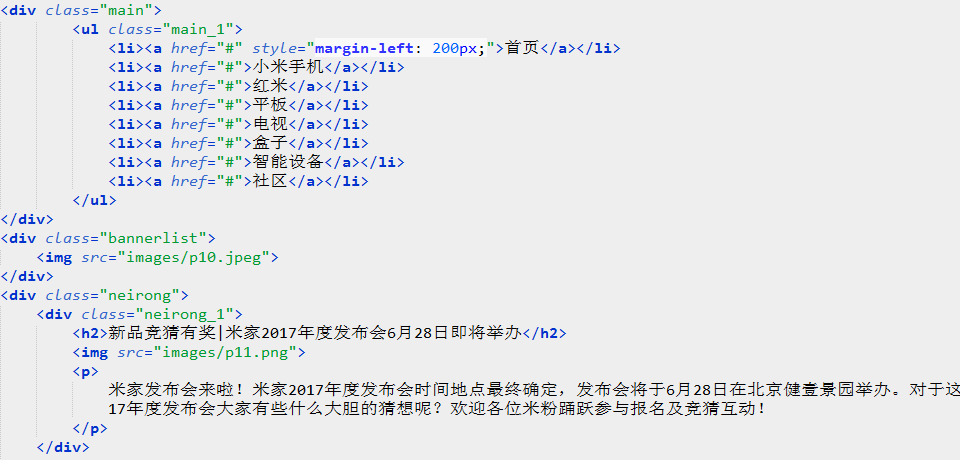 <div class="main">
<ul class="main_1">
<li><a href="#" style="margin-left: 200px;">首页</a></li>
<li><a href="#">小米手机</a></li>
<li><a href="#">红米</a></li>
<li><a href="#">平板</a></li>
<li><a href="#">电视</a></li>
<li><a href="#">盒子</a></li>
<li><a href="#">智能设备</a></li>
<li><a href="#">社区</a></li>
</ul>
</div>
<div class="bannerlist">
<img src="images/p10.jpeg">
</div>
<div class="neirong">
<div class="neirong_1">
<h2>新品竞猜有奖|米家2017年度发布会6月28日即将举办</h2>
<img src="images/p11.png">
<p>
米家发布会来啦！米家2017年度发布会时间地点最终确定，发布会将于6月28日在北京健壹景园举办。对于这
17年度发布会大家有些什么大胆的猜想呢？欢迎各位米粉踊跃参与报名及竞猜互动！
</p>
</div>